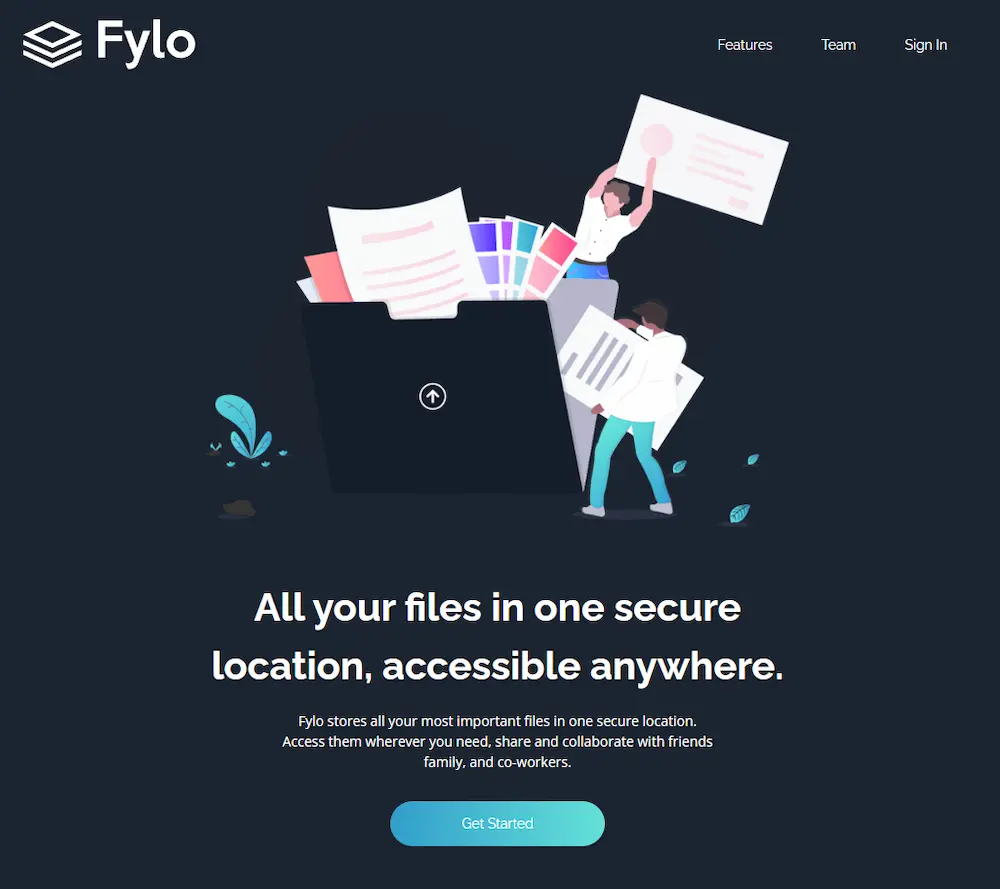 Fylo
Features
Team
Sign In
All your files in one secure
location, accessible anywhere.
Fylo stores all your most important files in one secure location.
Access them wherever you need, share and collaborate with friends
family, and co-workers.
Get Started